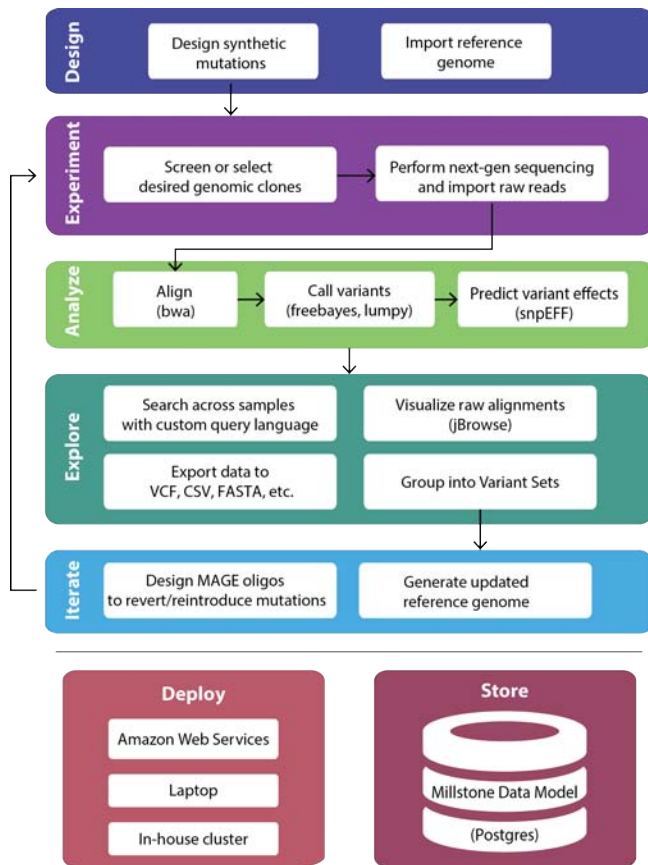 Design
Design synthetic
mutations
Import reference
genome
Experiment
Screen or select
desired genomic clones
Perform next-gen sequencing
and import raw reads
Analyze
Align
(bwa)
Call variants
(freebayes, lumpy)
Predict variant effects
(snpEFF)
Explore
Search across samples
with custom query language
Visualize raw alignments
(jBrowse)
Export data to
VCF, CSV, FASTA, etc.
Group into Variant Sets
Iterate
Design MAGE oligos
to revert/reintroduce mutations
Generate updated
reference genome
Deploy
Amazon Web Services
Laptop
In-house cluster
Store
Millstone Data Model
(Postgres)